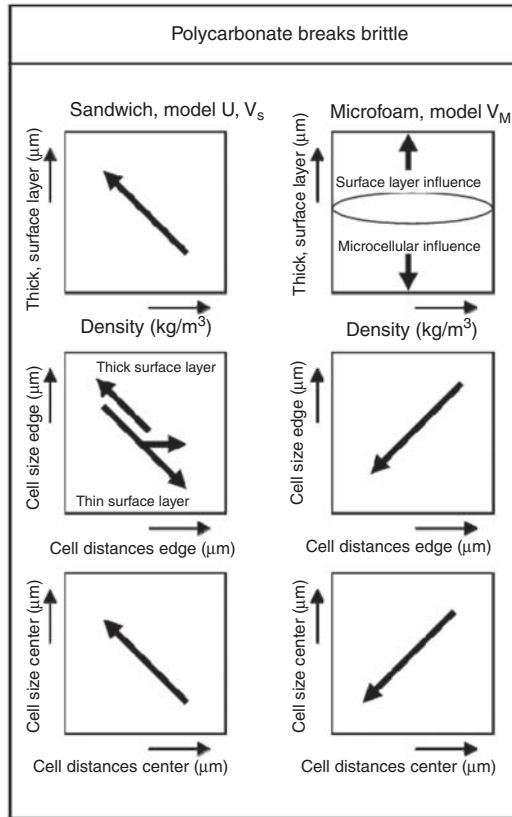 Polycarbonate breaks brittle
Sandwich, model U, Vs
Microfoam, model VM
Thick, surface layer (μm)
Density (kg/m³)
Thick, surface layer (μm)
Surface layer influence
Microcellular influence
Density (kg/m³)
Cell size edge (μm)
Thick surface layer
Thin surface layer
Cell distances edge (μm)
Cell size edge (μm)
Cell distances edge (μm)
Cell size center (μm)
Cell distances center (μm)
Cell size center (μm)
Cell distances center (μm)